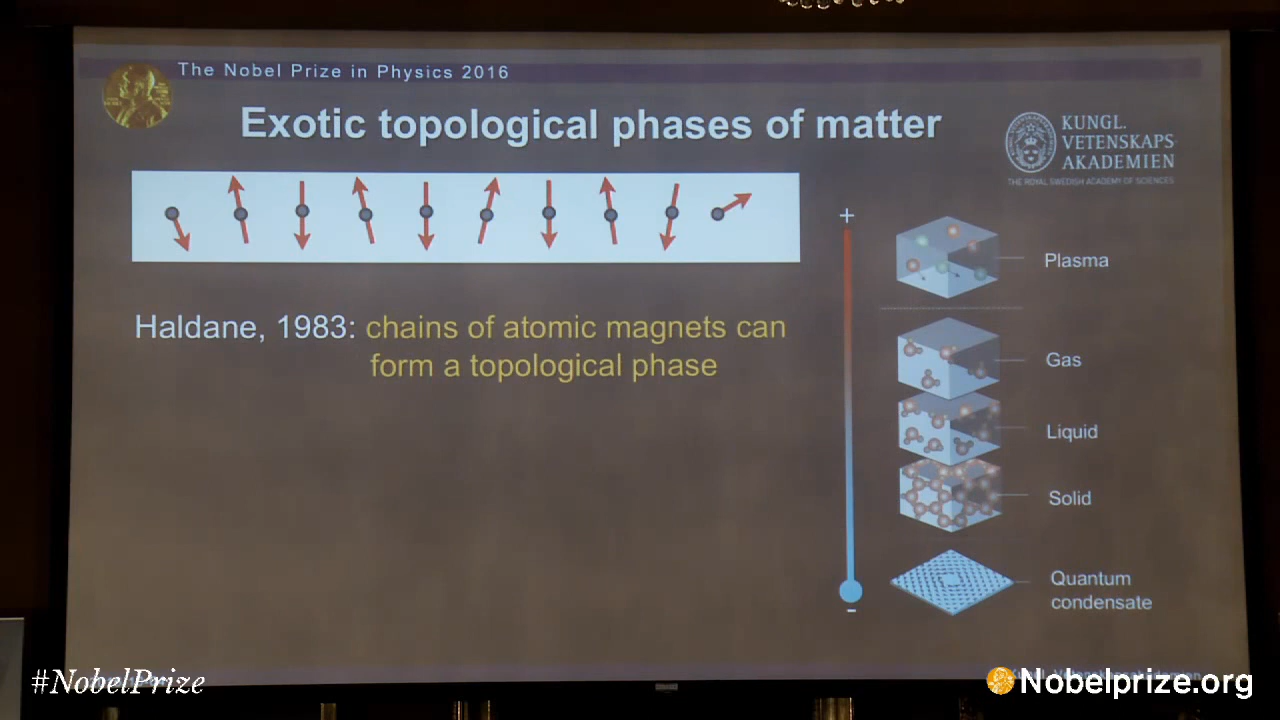 The Nobel Prize in Physics 2016
Exotic topological phases of matter
KUNGL.
VETENSKAPS
AKADEMIEN
THE ROYAL SWEDISH ACADEMY OF SCIENCES
Haldane, 1983: chains of atomic magnets can
form a topological phase
+
Plasma
Gas
Liquid
Solid
Quantum
condensate
-
#NobelPrize
Nobelprize.org